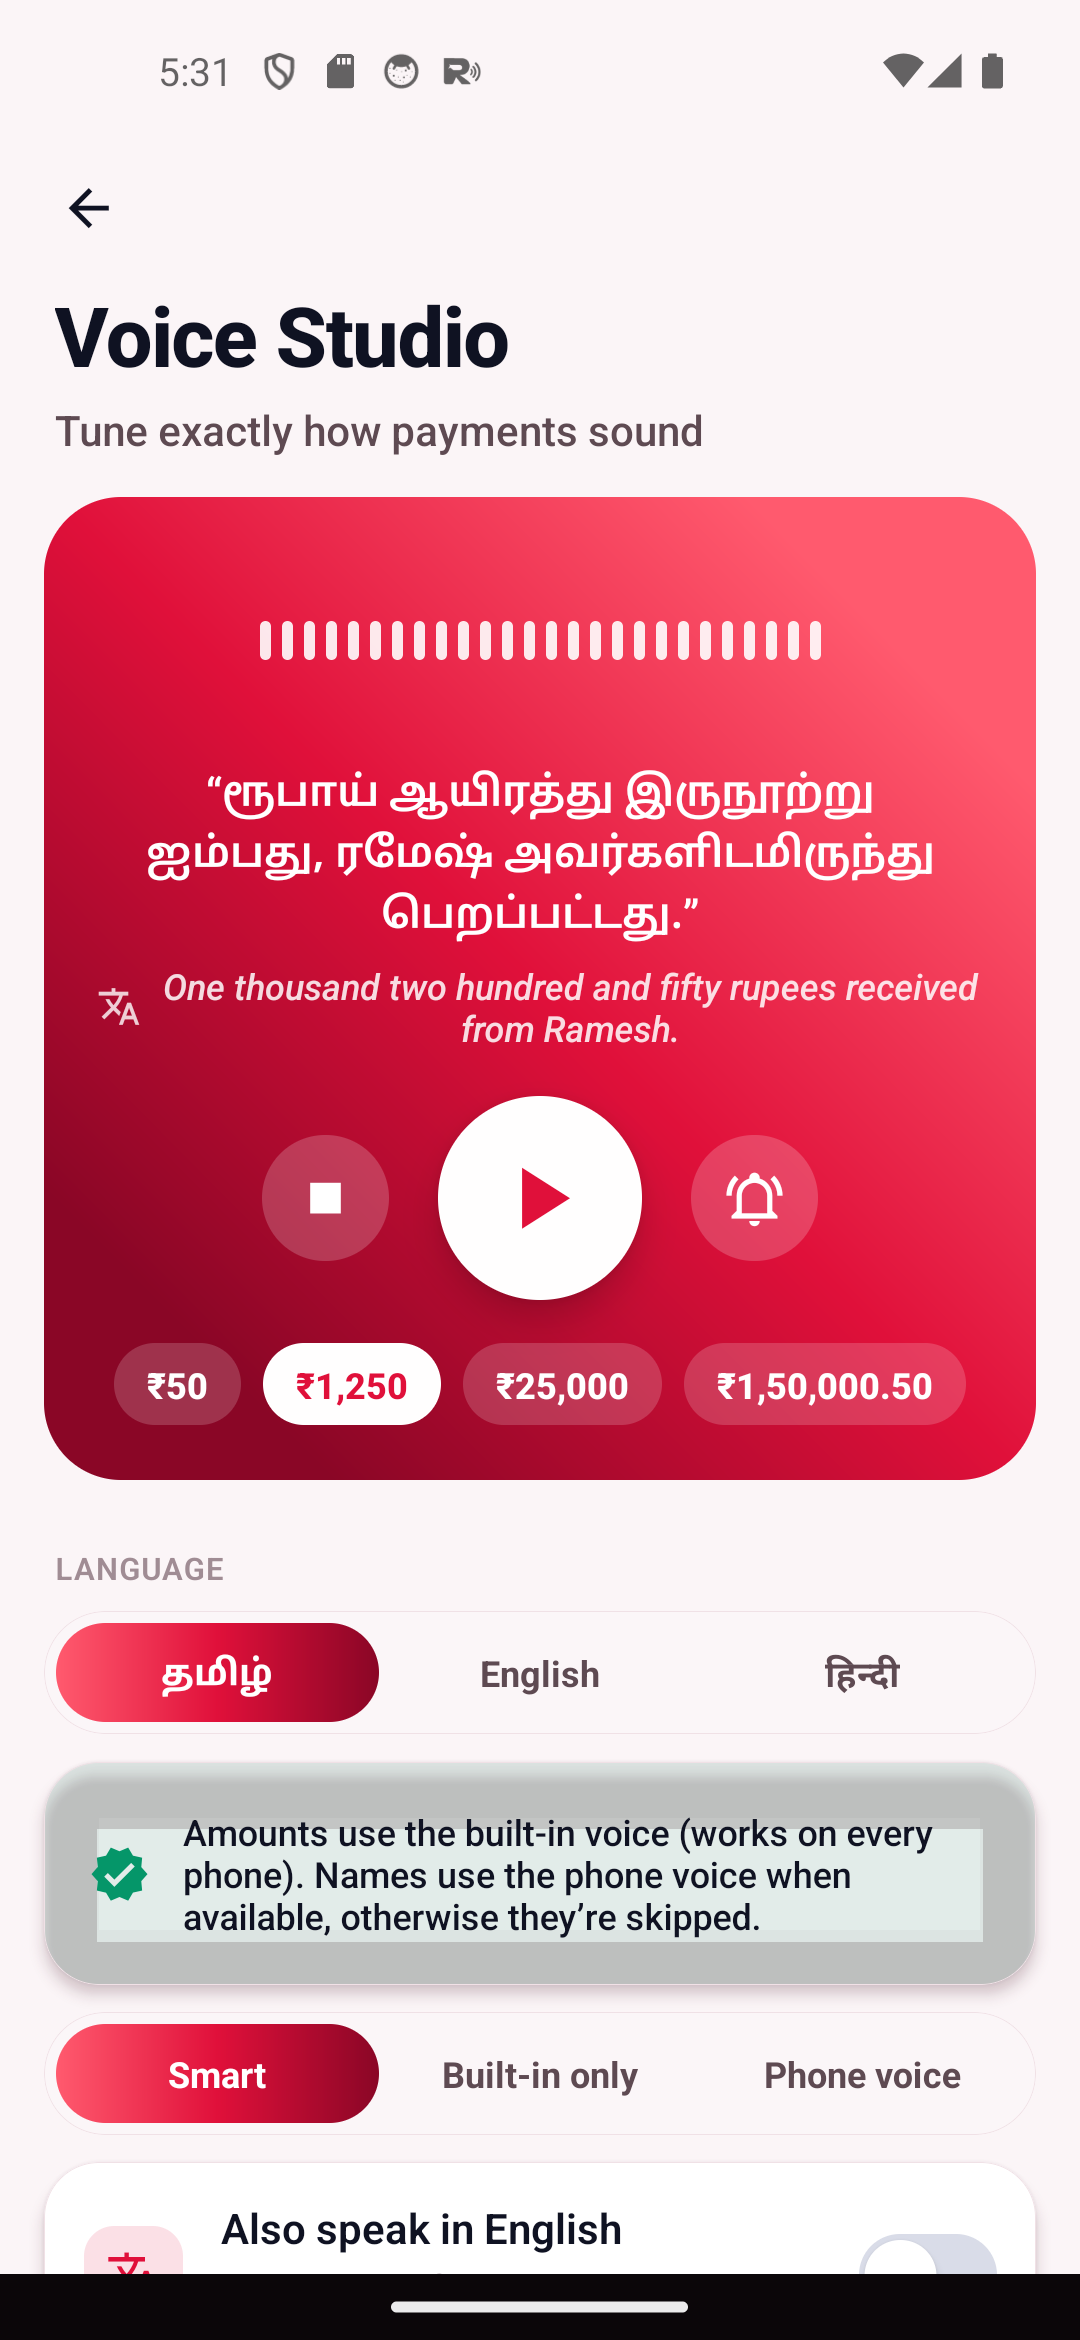 5:31
Voice Studio
Tune exactly how payments sound
“ரூபாய் ஆயிரத்து இருநூற்று
ஐம்பது, ரமேஷ் அவர்களிடமிருந்து
பெறப்பட்டது.”
One thousand two hundred and fifty rupees received
from Ramesh.
₹50 ₹1,250 ₹25,000 ₹1,50,000.50
LANGUAGE
தமிழ் English हिन्दी
Amounts use the built-in voice (works on every
phone). Names use the phone voice when
available, otherwise they’re skipped.
Smart Built-in only Phone voice
Also speak in English